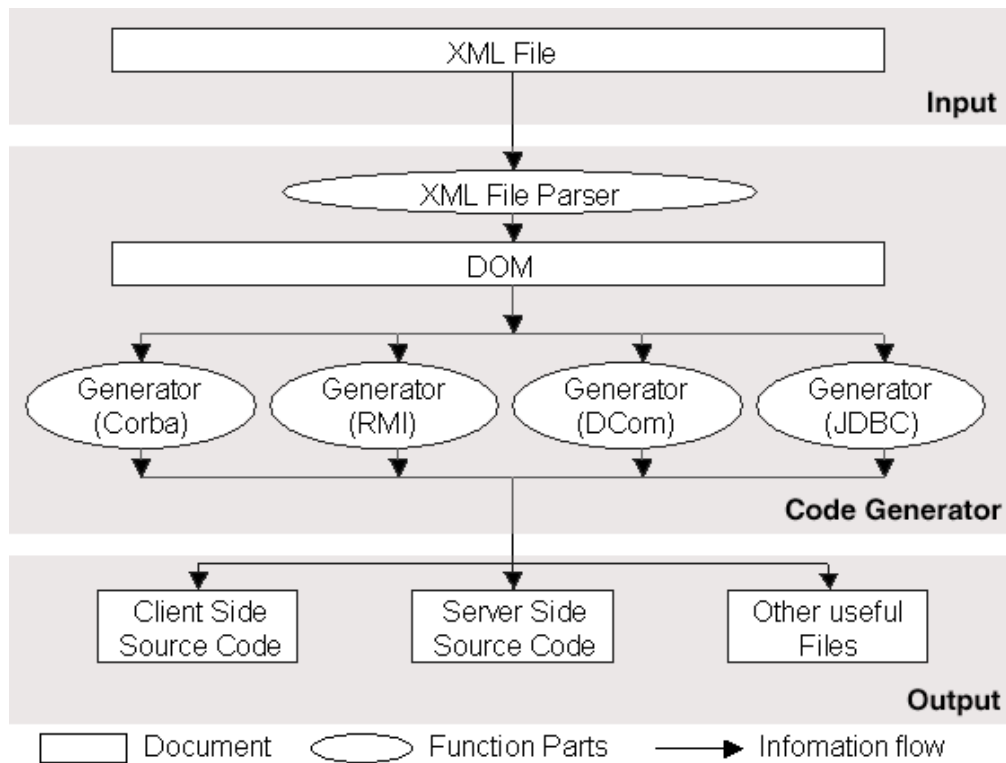 XML File
Input
XML File Parser
DOM
Generator
(Corba)
Generator
(RMI)
Generator
(DCom)
Generator
(JDBC)
Code Generator
Client Side
Source Code
Server Side
Source Code
Other useful
Files
Output
Document
Function Parts
Infomation flow